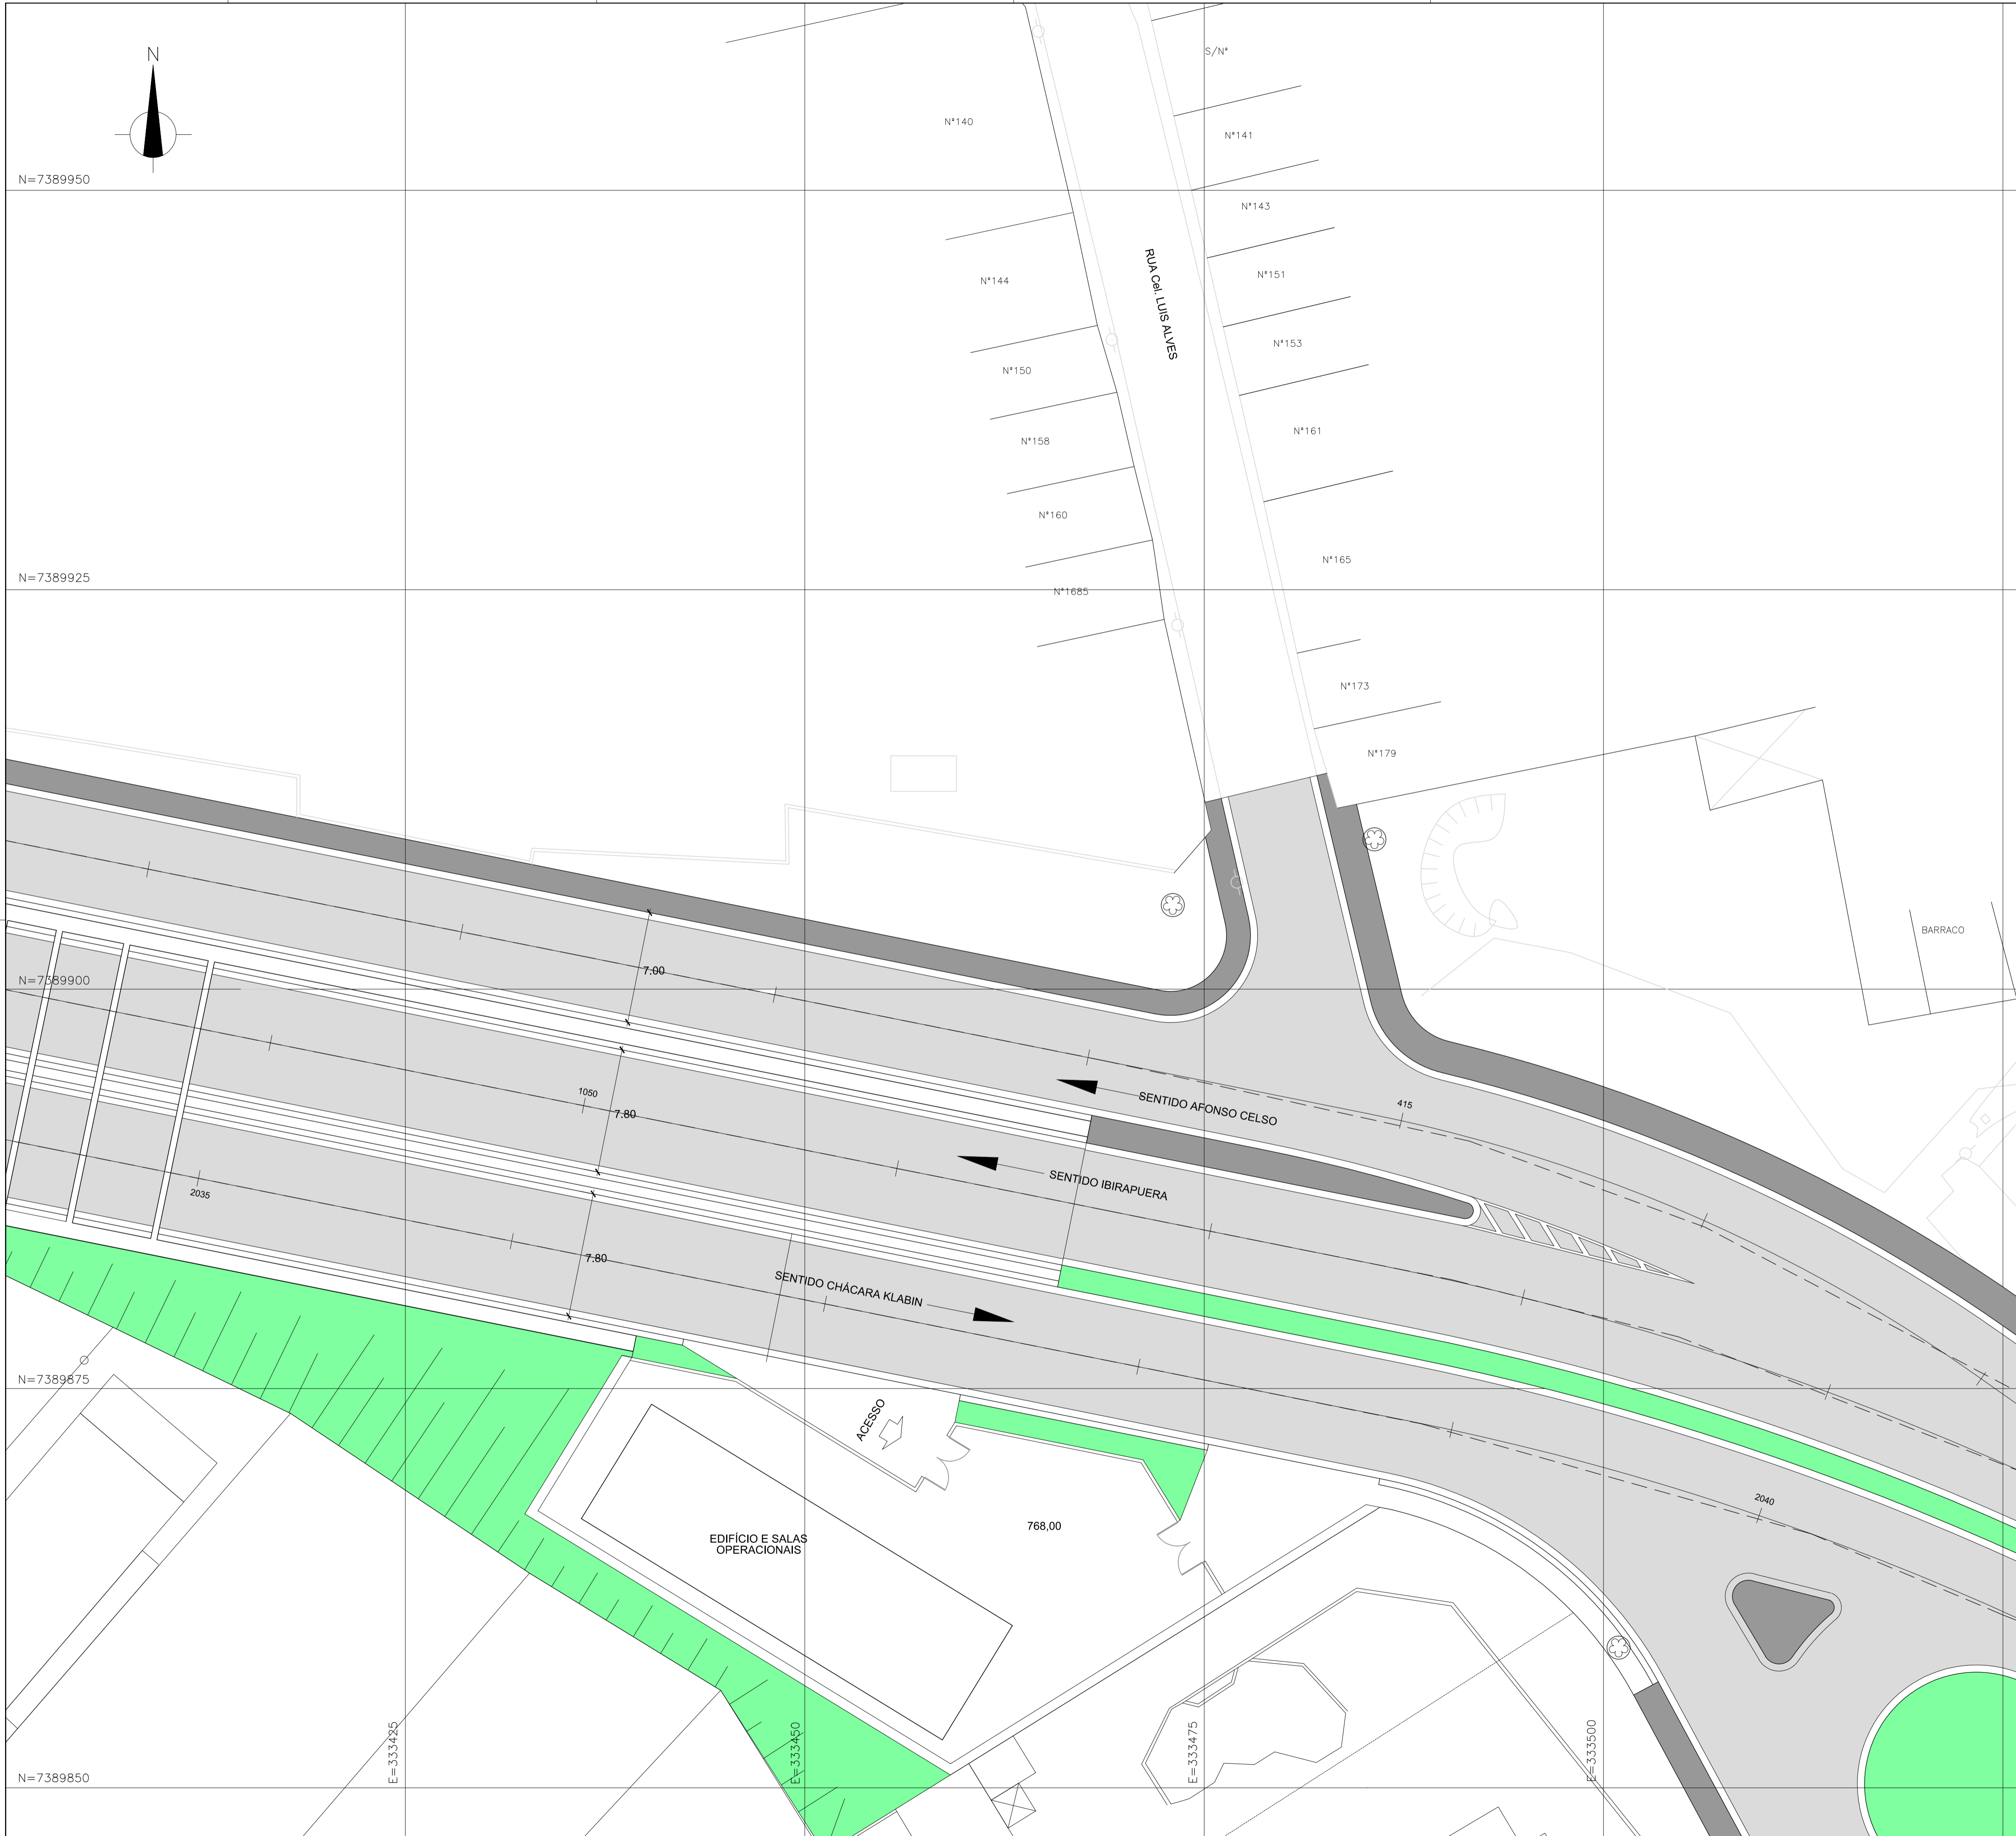 N
S/Nº
Nº140
Nº141
N=7389950
Nº143
Nº151
Nº144
RUA Cel. LUIS ALVES
Nº153
Nº150
Nº161
Nº158
Nº160
Nº165
N=7389925
Nº1685
Nº173
Nº179
BARRACO
7.00
N=7389900
1050
7.80
SENTIDO AFONSO CELSO
415
SENTIDO IBIRAPUERA
2035
7.80
SENTIDO CHÁCARA KLABIN
N=7389875
ACESSO
2040
768,00
EDIFÍCIO E SALAS
OPERACIONAIS
E=333425
E=333450
E=333475
E=333500
N=7389850